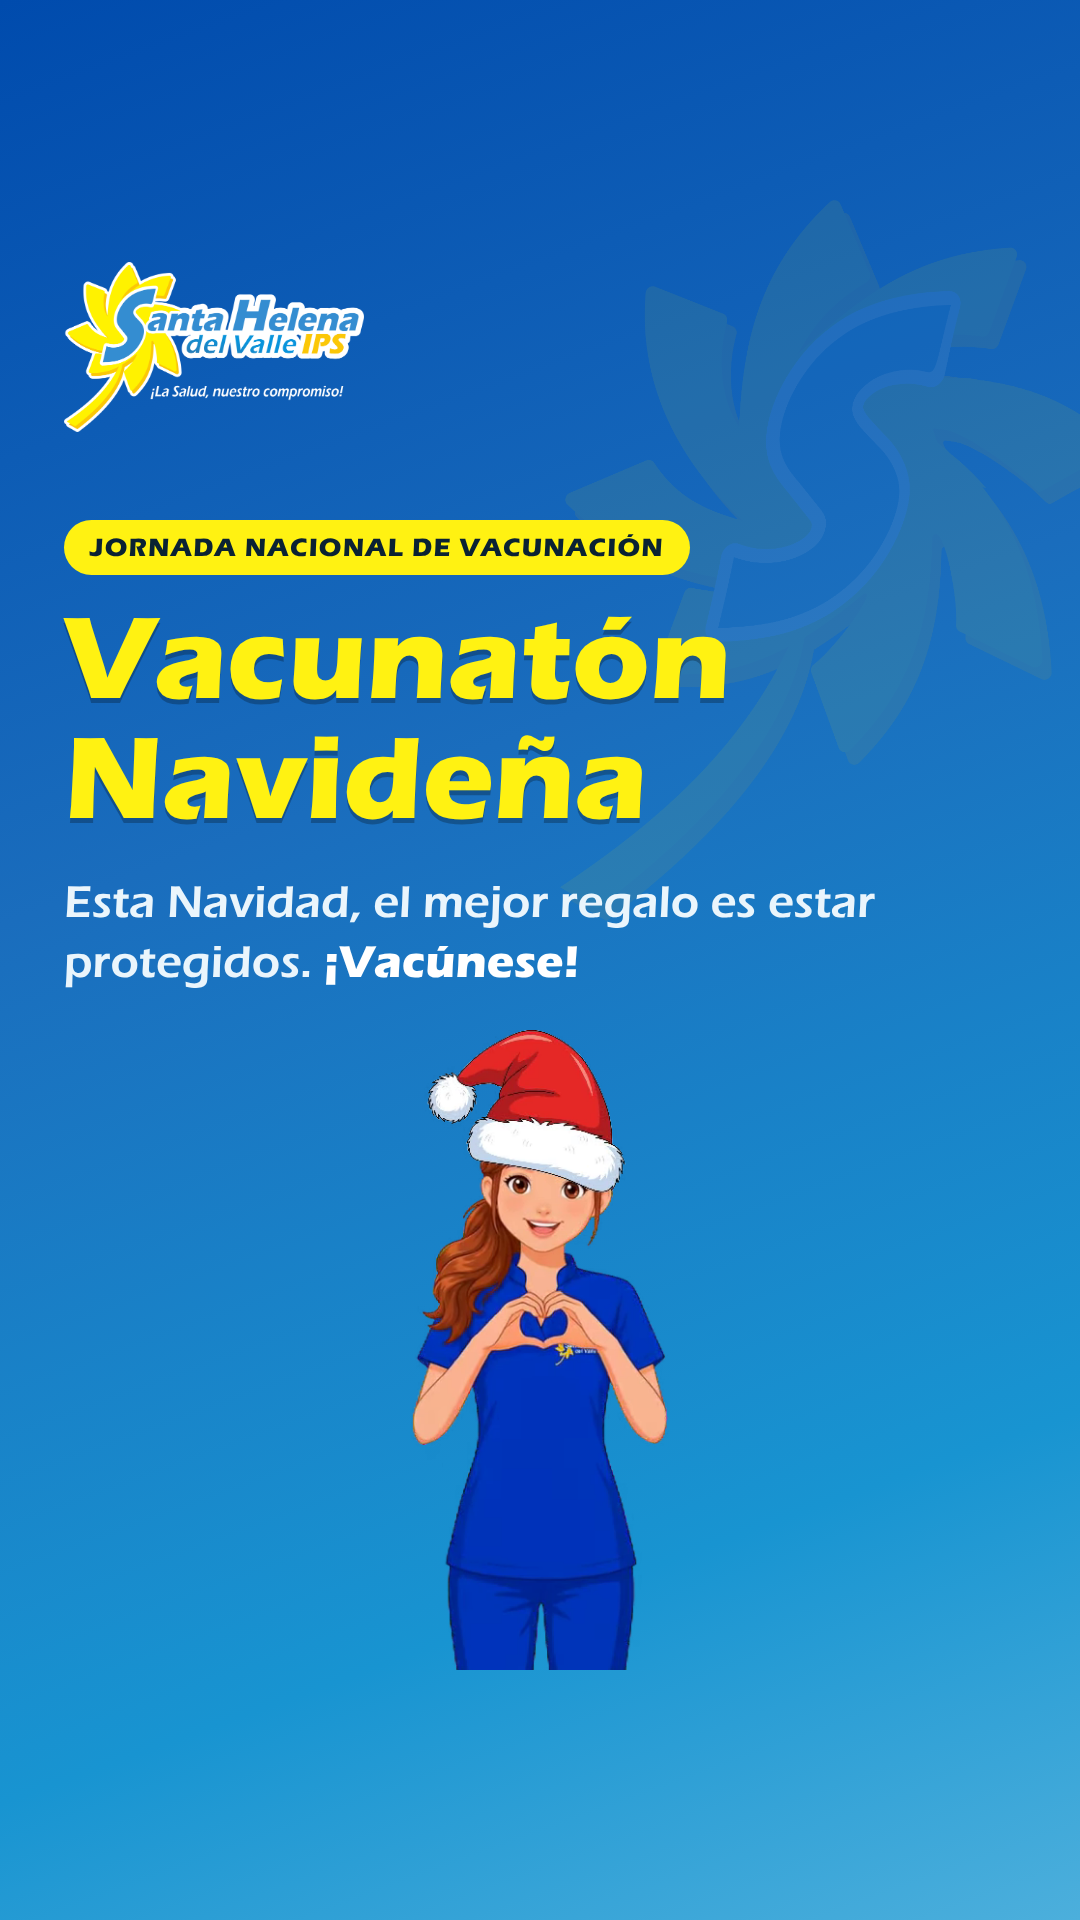 Santa Helena
del Valle IPS
¡La Salud, nuestro compromiso!
JORNADA NACIONAL DE VACUNACIÓN
Vacunatón
Navideña
Esta Navidad, el mejor regalo es estar
protegidos. ¡Vacúnese!